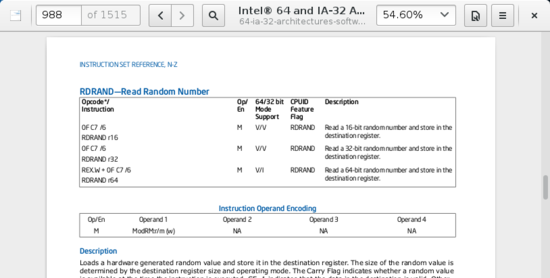 988 of 1515
Intel® 64 and IA-32 A...
64-ia-32-architectures-softw...
54.60%
INSTRUCTION SET REFERENCE, N-Z
RDRAND—Read Random Number
Opcode*/ Instruction Op/ En 64/32 bit Mode Support CPUID Feature Flag Description
0F C7 /6 M V/V RDRAND Read a 16-bit random number and store in the
RDRAND r16 destination register.
0F C7 /6 M V/V RDRAND Read a 32-bit random number and store in the
RDRAND r32 destination register.
REX.W + 0F C7 /6 M V/I RDRAND Read a 64-bit random number and store in the
RDRAND r64 destination register.
Instruction Operand Encoding
Op/En Operand 1 Operand 2 Operand 3 Operand 4
M ModRM:r/m (w) NA NA NA
Description
Loads a hardware generated random value and store it in the destination register. The size of the random value is
determined by the destination register size and operating mode. The Carry Flag indicates whether a random value